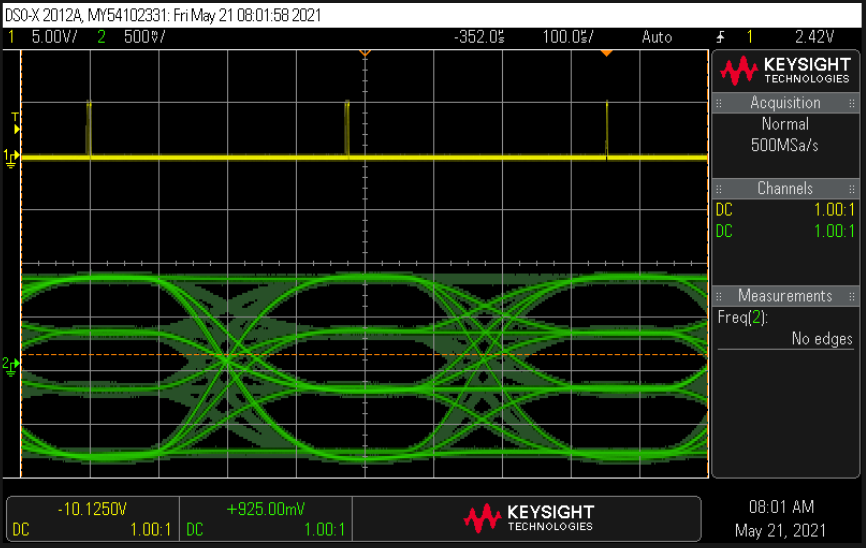 DSO-X 2012A, MY54102331: Fri May 21 08:01:58 2021
1 5.00V/ 2 500mV/ -352.0us 100.0us/ Auto 1 2.42V
KEYSIGHT
TECHNOLOGIES
Acquisition
Normal
500MSa/s
Channels
DC 1.00:1
DC 1.00:1
Measurements
Freq(2):
No edges
T
1
2
-10.1250V
DC 1.00:1
+925.00mV
DC 1.00:1
KEYSIGHT
TECHNOLOGIES
08:01 AM
May 21, 2021